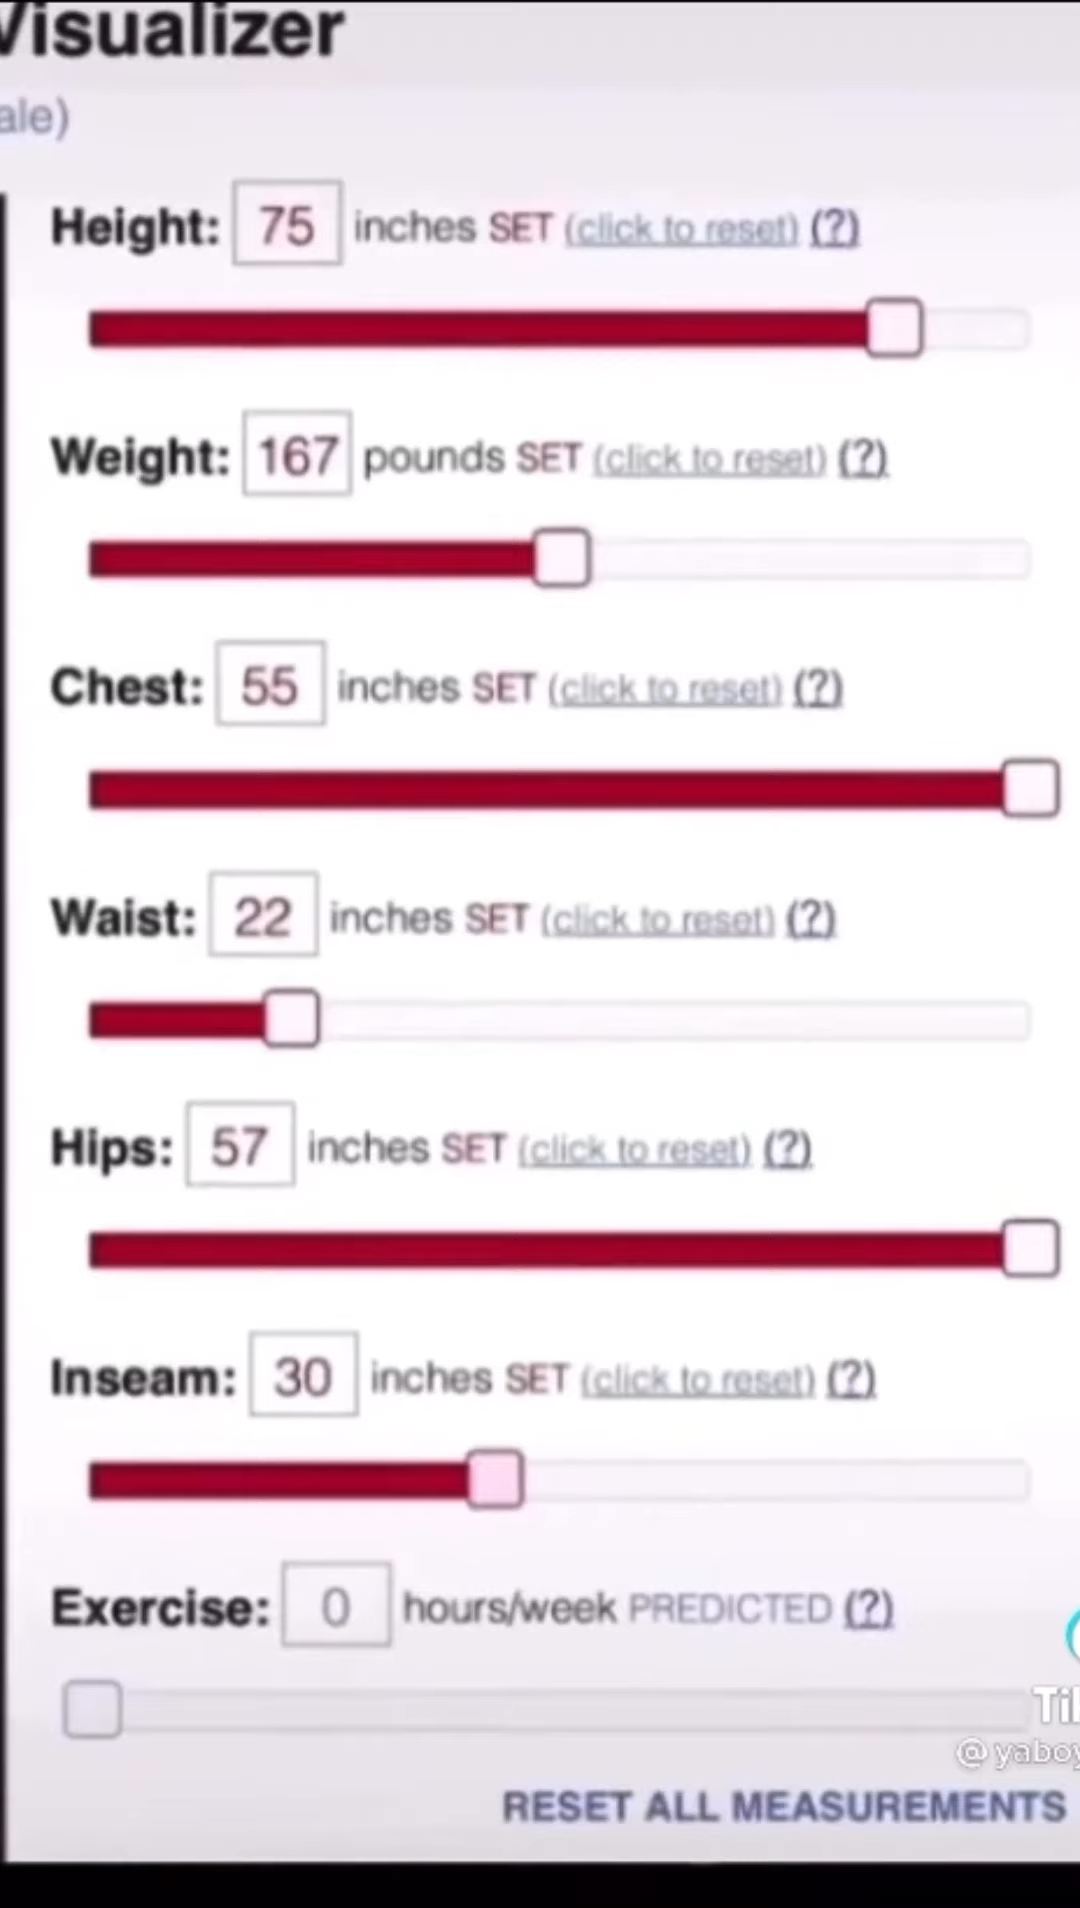 Visualizer
ale)
Height: 75 inches SET (click to reset) (?)
Weight: 167 pounds SET (click to reset) (?)
Chest: 55 inches SET (click to reset) (?)
Waist: 22 inches SET (click to reset) (?)
Hips: 57 inches SET (click to reset) (?)
Inseam: 30 inches SET (click to reset) (?)
Exercise: 0 hours/week PREDICTED (?)
Ti
@yaboy
RESET ALL MEASUREMENTS